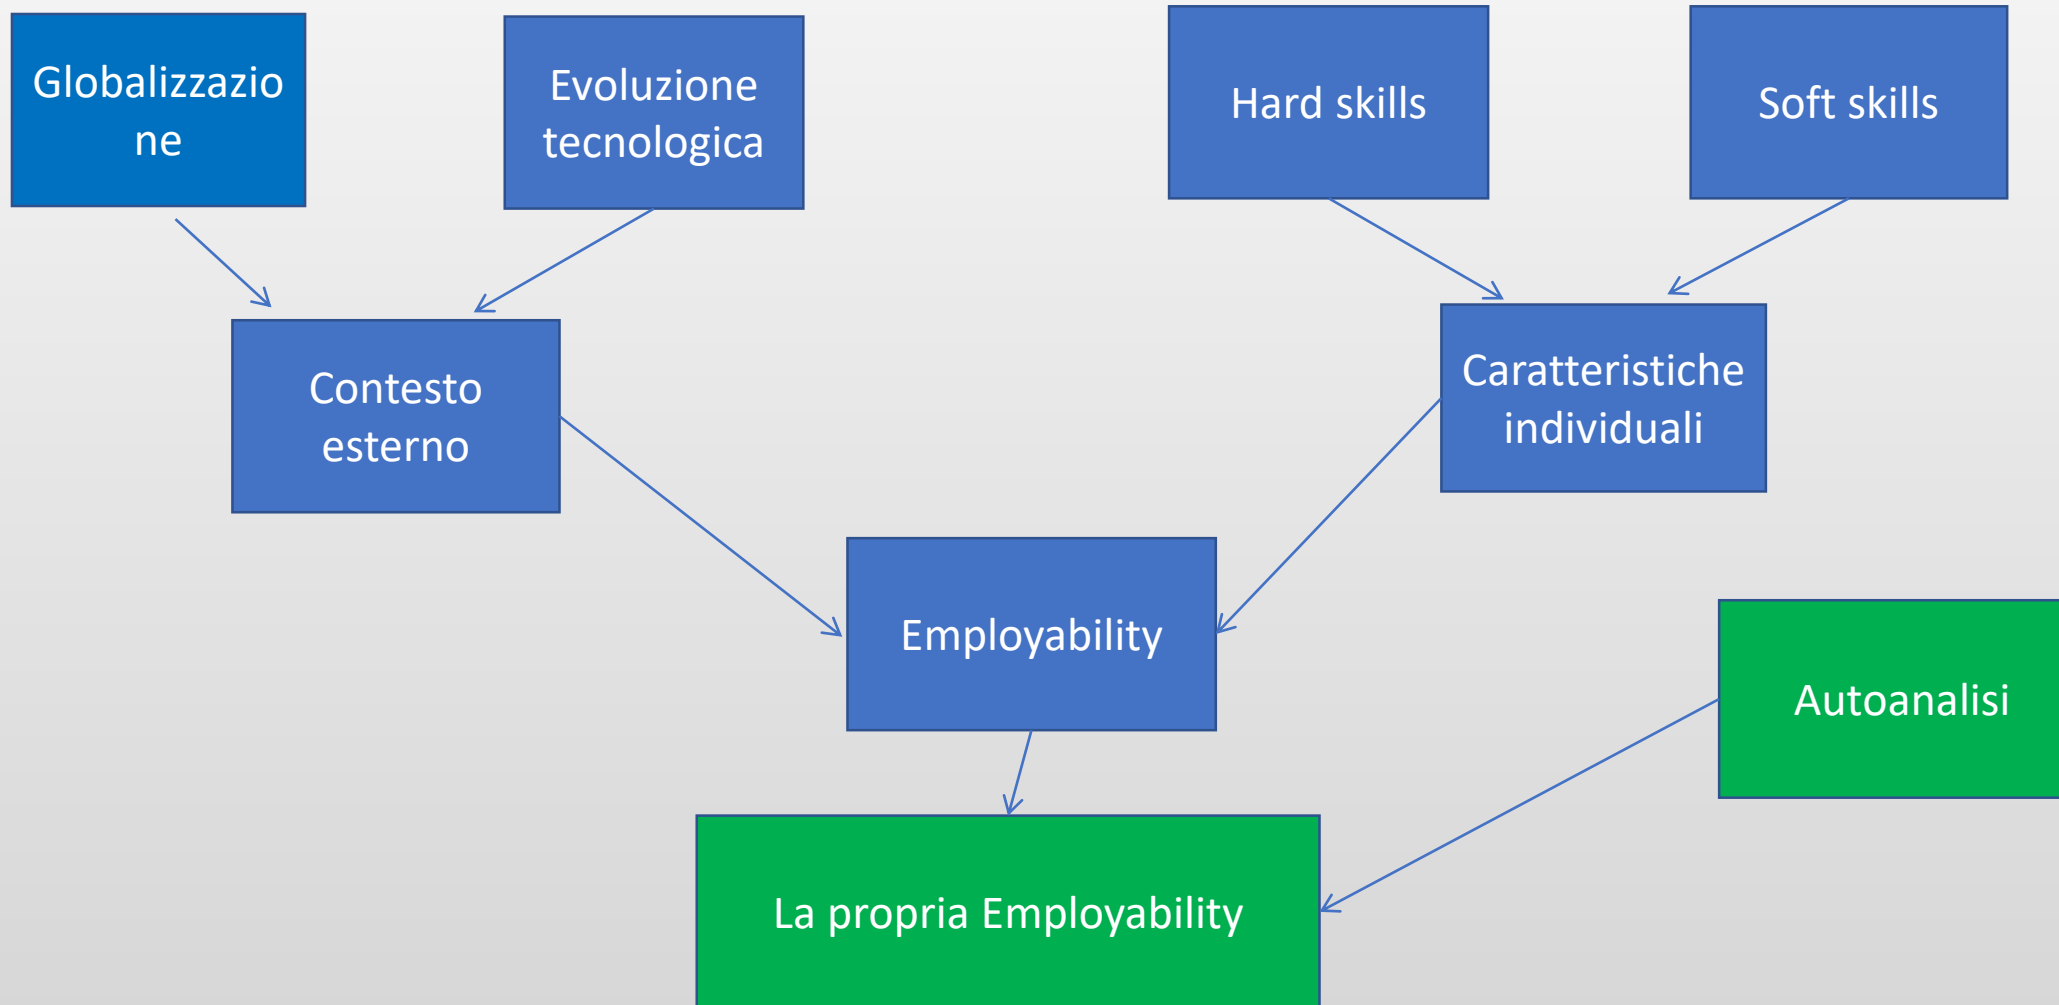 Globalizzazio
ne
Evoluzione
tecnologica
Hard skills
Soft skills
Contesto
esterno
Caratteristiche
individuali
Employability
Autoanalisi
La propria Employability